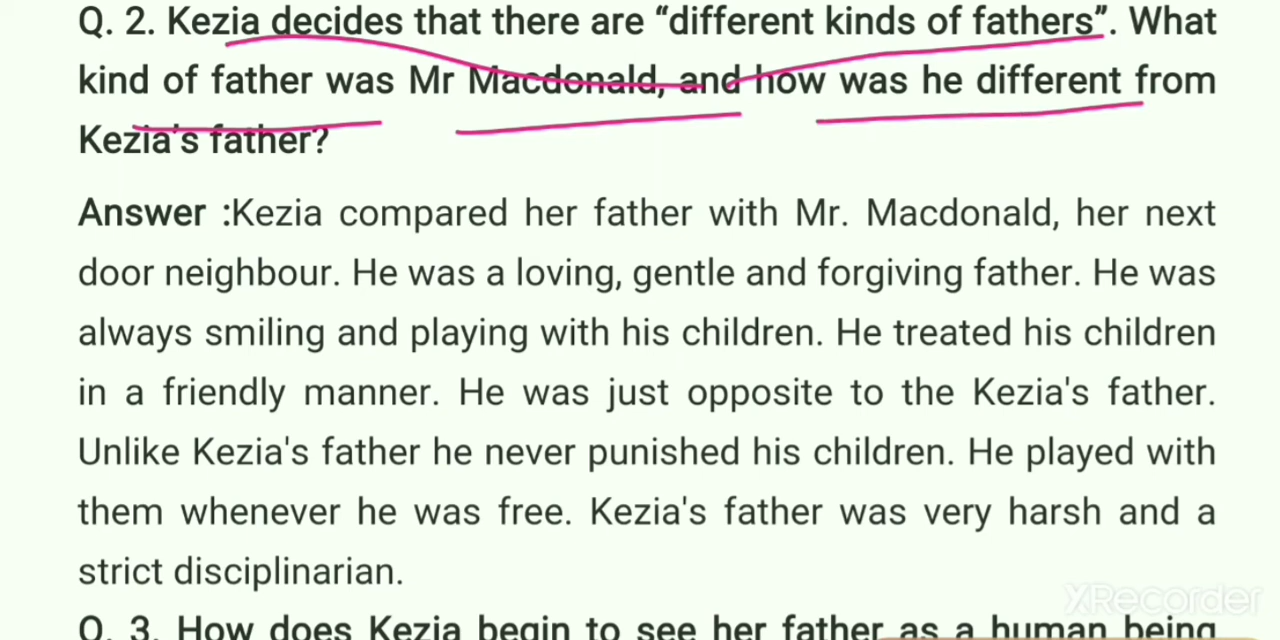 Q. 2. Kezia decides that there are “different kinds of fathers”. What
kind of father was Mr Macdonald, and how was he different from
Kezia's father?
Answer :Kezia compared her father with Mr. Macdonald, her next
door neighbour. He was a loving, gentle and forgiving father. He was
always smiling and playing with his children. He treated his children
in a friendly manner. He was just opposite to the Kezia's father.
Unlike Kezia's father he never punished his children. He played with
them whenever he was free. Kezia's father was very harsh and a
strict disciplinarian.
Q. 3. How does Kezia begin to see her father as a human being
XRecorder